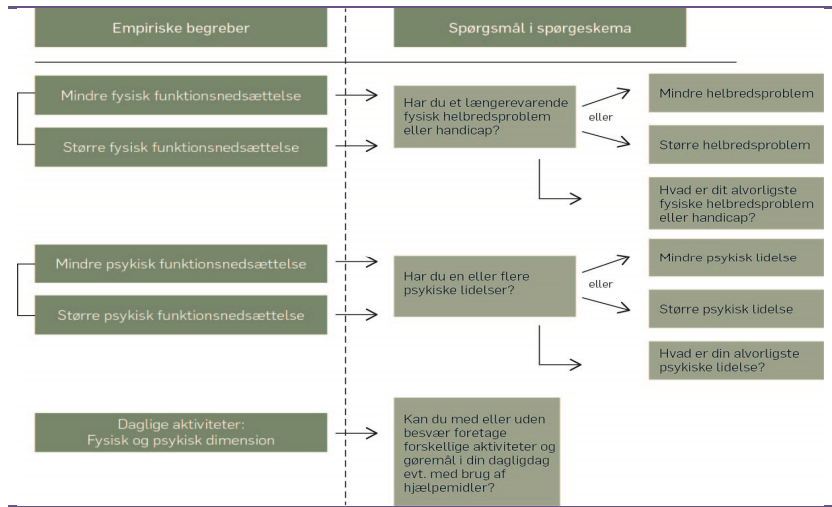 Empiriske begreber
Spørgsmål i spørgeskema
Mindre fysisk funktionsnedsættelse
Større fysisk funktionsnedsættelse
Har du et længerevarende
fysisk helbredsproblem
eller handicap?
eller
Mindre helbredsproblem
Større helbredsproblem
Hvad er dit alvorligste
fysiske helbredsproblem
eller handicap?
Mindre psykisk funktionsnedsættelse
Større psykisk funktionsnedsættelse
Har du en eller flere
psykiske lidelser?
eller
Mindre psykisk lidelse
Større psykisk lidelse
Hvad er din alvorligste
psykiske lidelse?
Daglige aktiviteter:
Fysisk og psykisk dimension
Kan du med eller uden
besvær foretage
forskellige aktiviteter og
gøremål i din dagligdag
evt. med brug af
hjælpemidler?